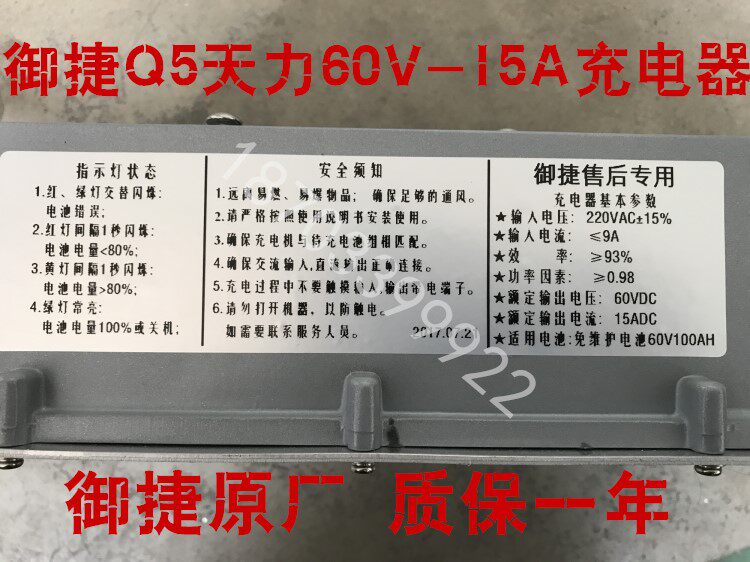 御捷Q5天力60V-15A充电器
指示灯状态
1.红、绿灯交替闪烁:
电池错误;
2.红灯间隔1秒闪烁:
电池电量<80%;
3.黄灯间隔1秒闪烁:
电池电量>80%;
4.绿灯常亮:
电池电量100%或关机;
安全须知
1.远离易燃、易爆物品; 确保足够的通风。
2.请严格按照使用说明书安装使用。
3.确保充电机与待充电池组相匹配。
4.确保交流输入,直流输出正确连接。
5.充电过程中不要触摸输入,输出带电端子。
6.请勿打开机器,以防触电。
如需要联系服务人员。
2017.07.2
御捷售后专用
充电器基本参数
★输入电压: 220VAC±15%
★输入电流: ≤9A
★效 率: ≥93%
★功率因素: ≥0.98
★额定输出电压: 60VDC
★额定输出电流: 15ADC
★适用电池:免维护电池60V100AH
御捷原厂 质保一年